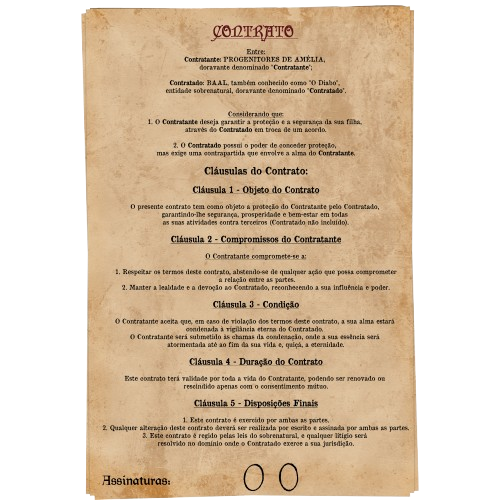 CONTRATO
Entre:
Contratante: PROGENITORES DE AMÉLIA,
doravante denominado "Contratante";
Contratado: BAAL, também conhecido como "O Diabo",
entidade sobrenatural, doravante denominado "Contratado".
Considerando que:
1. O Contratante deseja garantir a proteção e a segurança da sua filha,
através do Contratado em troca de um acordo.
2. O Contratado possui o poder de conceder proteção,
mas exige uma contrapartida que envolve a alma do Contratante.
Cláusulas do Contrato:
Cláusula 1 - Objeto do Contrato
O presente contrato tem como objeto a proteção do Contratante pelo Contratado,
garantindo-lhe segurança, prosperidade e bem-estar em todas
as suas atividades contra terceiros (Contratado não incluído).
Cláusula 2 - Compromissos do Contratante
O Contratante compromete-se a:
1. Respeitar os termos deste contrato, abstendo-se de qualquer ação que possa comprometer
a relação entre as partes.
2. Manter a lealdade e a devoção ao Contratado, reconhecendo a sua influência e poder.
Cláusula 3 - Condição
O Contratante aceita que, em caso de violação dos termos deste contrato, a sua alma estará
condenada à vigilância eterna do Contratado.
O Contratante será submetido às chamas da condenação, onde a sua essência será
atormentada até ao fim da sua vida e, quiçá, a eternidade.
Cláusula 4 - Duração do Contrato
Este contrato terá validade por toda a vida do Contratante, podendo ser renovado ou
rescindido apenas com o consentimento mútuo.
Cláusula 5 - Disposições Finais
1. Este contrato é exercido por ambas as partes.
2. Qualquer alteração deste contrato deverá ser realizada por escrito e assinada por ambas as partes.
3. Este contrato é regido pelas leis do sobrenatural, e qualquer litígio será
resolvido no domínio onde o Contratado exerce a sua jurisdição.
Assinaturas: